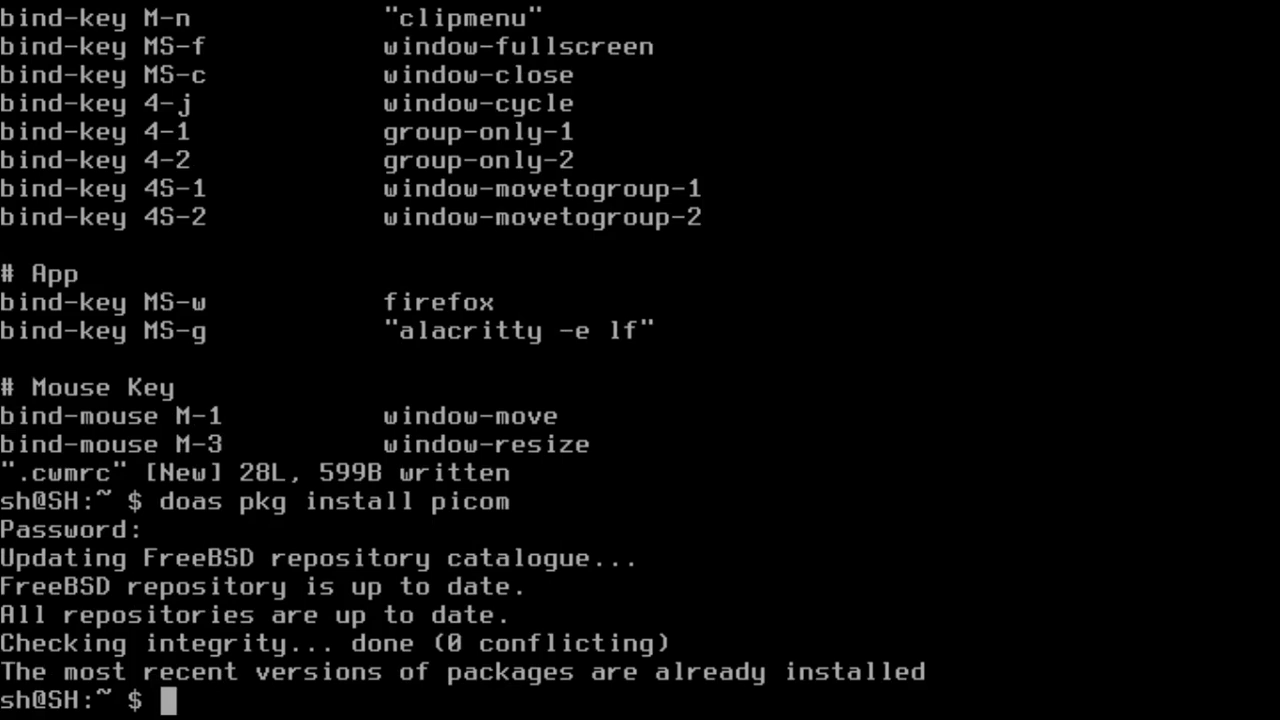 bind-key M-n "clipmenu"
bind-key MS-f window-fullscreen
bind-key MS-c window-close
bind-key 4-j window-cycle
bind-key 4-1 group-only-1
bind-key 4-2 group-only-2
bind-key 4S-1 window-movetogroup-1
bind-key 4S-2 window-movetogroup-2
# App
bind-key MS-w firefox
bind-key MS-g "alacritty -e lf"
# Mouse Key
bind-mouse M-1 window-move
bind-mouse M-3 window-resize
".cwmrc" [New] 28L, 599B written
sh@SH:~ $ doas pkg install picom
Password:
Updating FreeBSD repository catalogue...
FreeBSD repository is up to date.
All repositories are up to date.
Checking integrity... done (0 conflicting)
The most recent versions of packages are already installed
sh@SH:~ $